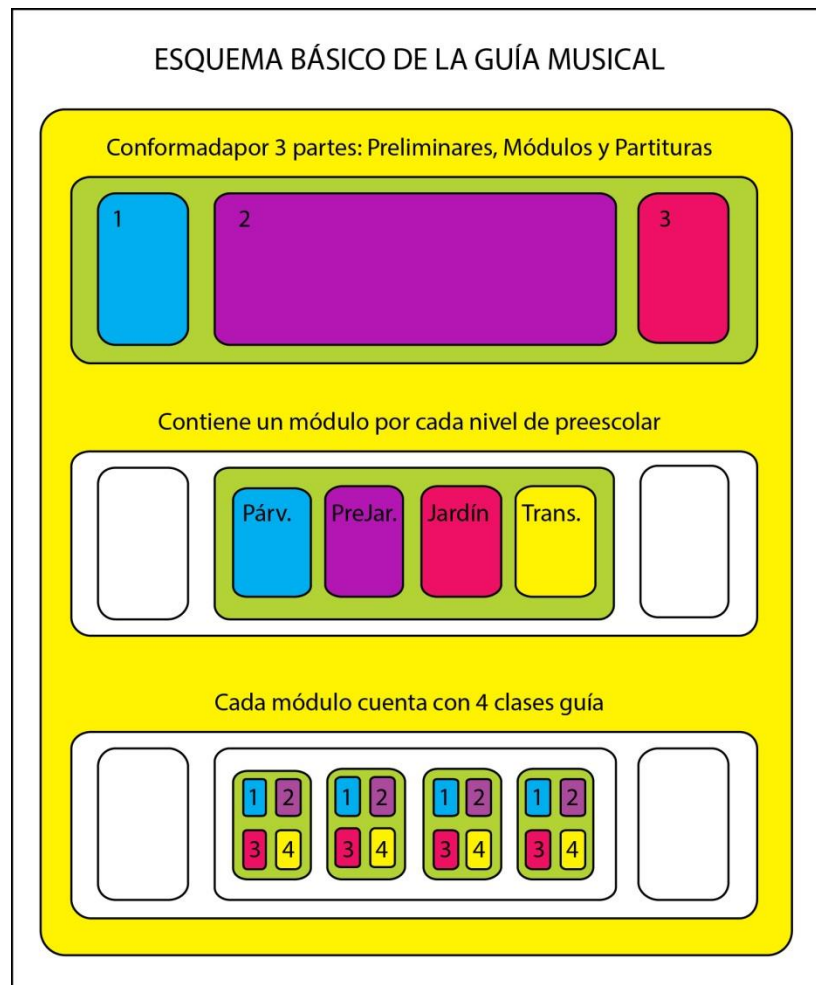 ESQUEMA BÁSICO DE LA GUÍA MUSICAL
Conformadapor 3 partes: Preliminares, Módulos y Partituras
1 2 3
Contiene un módulo por cada nivel de preescolar
Párv. PreJar. Jardín Trans.
Cada módulo cuenta con 4 clases guía
1 2 1 2 1 2 1 2
3 4 3 4 3 4 3 4